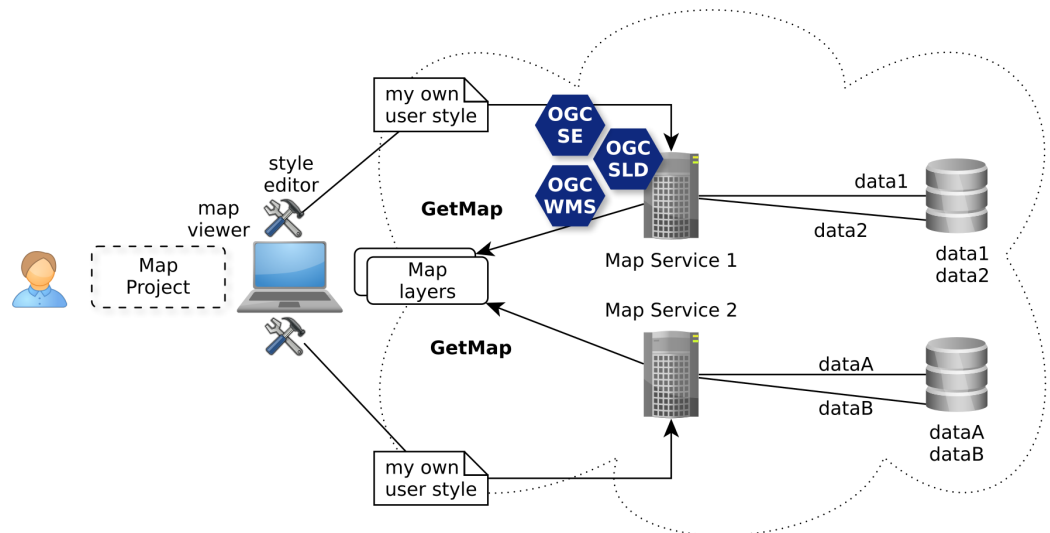 my own
user style
OGC
SE
OGC
SLD
OGC
WMS
style
editor
map
viewer
GetMap
data1
data2
data1
data2
Map Service 1
Map
Project
Map
layers
Map Service 2
GetMap
dataA
dataB
dataA
dataB
my own
user style